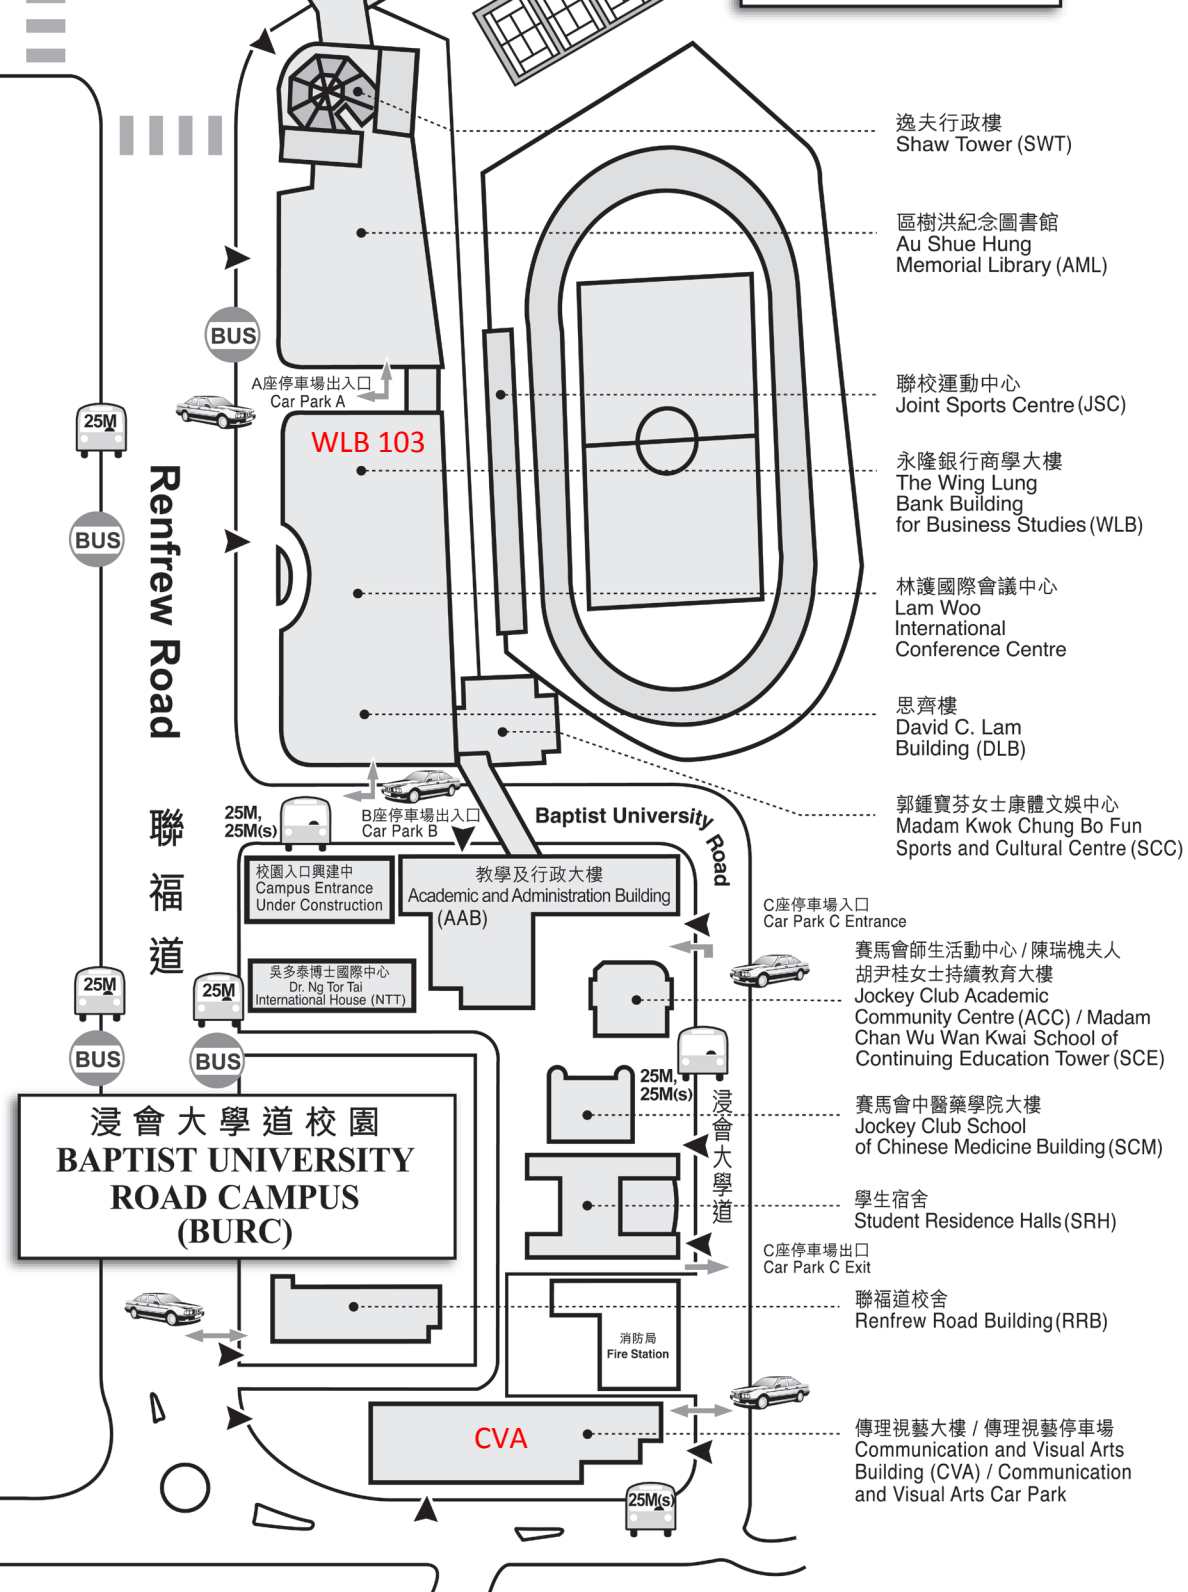 逸夫行政樓
Shaw Tower (SWT)
區樹洪紀念圖書館
Au Shue Hung
Memorial Library (AML)
BUS
A座停車場出入口
Car Park A
聯校運動中心
Joint Sports Centre (JSC)
25M
WLB 103
永隆銀行商學大樓
The Wing Lung
Bank Building
for Business Studies (WLB)
BUS
Renfrew Road
聯福道
林護國際會議中心
Lam Woo
International
Conference Centre
思齊樓
David C. Lam
Building (DLB)
25M,
25M(s)
B座停車場出入口
Car Park B
Baptist University Road
郭鍾寶芬女士康體文娛中心
Madam Kwok Chung Bo Fun
Sports and Cultural Centre (SCC)
校園入口興建中
Campus Entrance
Under Construction
教學及行政大樓
Academic and Administration Building
(AAB)
C座停車場入口
Car Park C Entrance
吳多泰博士國際中心
Dr. Ng Tor Tai
International House (NTT)
25M
25M
賽馬會師生活動中心 / 陳瑞槐夫人
胡尹桂女士持續教育大樓
Jockey Club Academic
Community Centre (ACC) / Madam
Chan Wu Wan Kwai School of
Continuing Education Tower (SCE)
BUS
BUS
25M,
25M(s)
浸會大學道
賽馬會中醫藥學院大樓
Jockey Club School
of Chinese Medicine Building (SCM)
浸會大學道校園
BAPTIST UNIVERSITY
ROAD CAMPUS
(BURC)
學生宿舍
Student Residence Halls (SRH)
C座停車場出口
Car Park C Exit
聯福道校舍
Renfrew Road Building (RRB)
消防局
Fire Station
CVA
傳理視藝大樓 / 傳理視藝停車場
Communication and Visual Arts
Building (CVA) / Communication
and Visual Arts Car Park
25M(s)